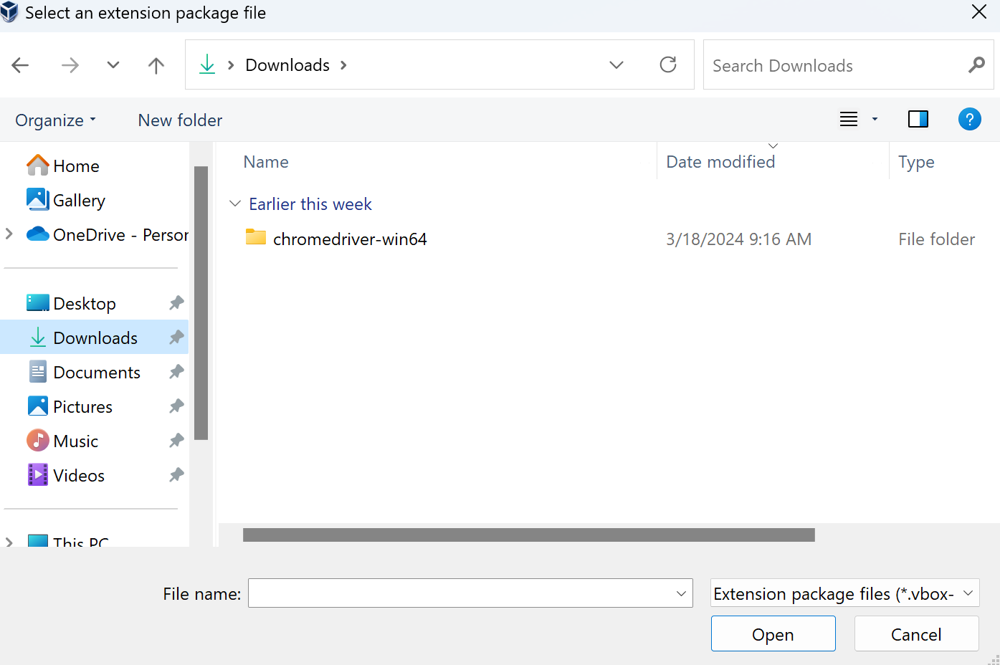 Select an extension package file
Downloads
Search Downloads
Organize
New folder
?
Name
Date modified
Type
Home
Gallery
OneDrive - Person
Desktop
Downloads
Documents
Pictures
Music
Videos
This PC
Earlier this week
chromedriver-win64
3/18/2024 9:16 AM
File folder
File name:
Extension package files (*.vbox-
Open
Cancel